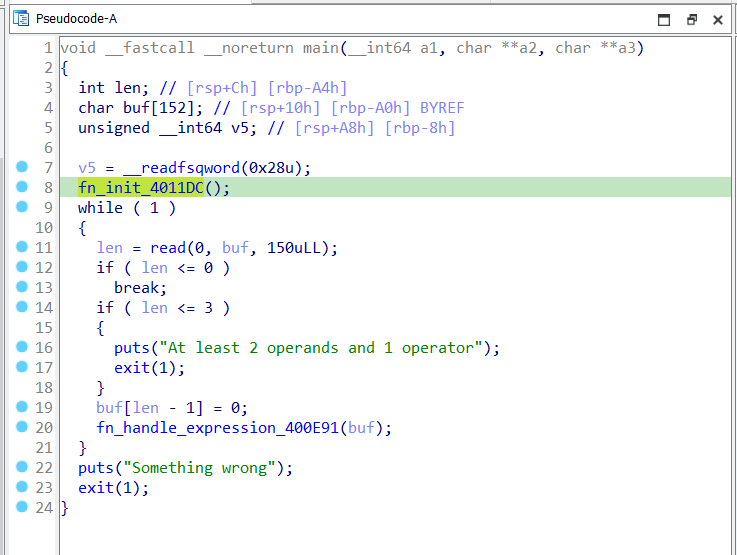 Pseudocode-A
1 void __fastcall __noreturn main(__int64 a1, char **a2, char **a3)
2 {
3   int len; // [rsp+Ch] [rbp-A4h]
4   char buf[152]; // [rsp+10h] [rbp-A0h] BYREF
5   unsigned __int64 v5; // [rsp+A8h] [rbp-8h]
6
7   v5 = __readfsqword(0x28u);
8   fn_init_4011DC();
9   while ( 1 )
10   {
11     len = read(0, buf, 150uLL);
12     if ( len <= 0 )
13       break;
14     if ( len <= 3 )
15     {
16       puts("At least 2 operands and 1 operator");
17       exit(1);
18     }
19     buf[len - 1] = 0;
20     fn_handle_expression_400E91(buf);
21   }
22   puts("Something wrong");
23   exit(1);
24 }